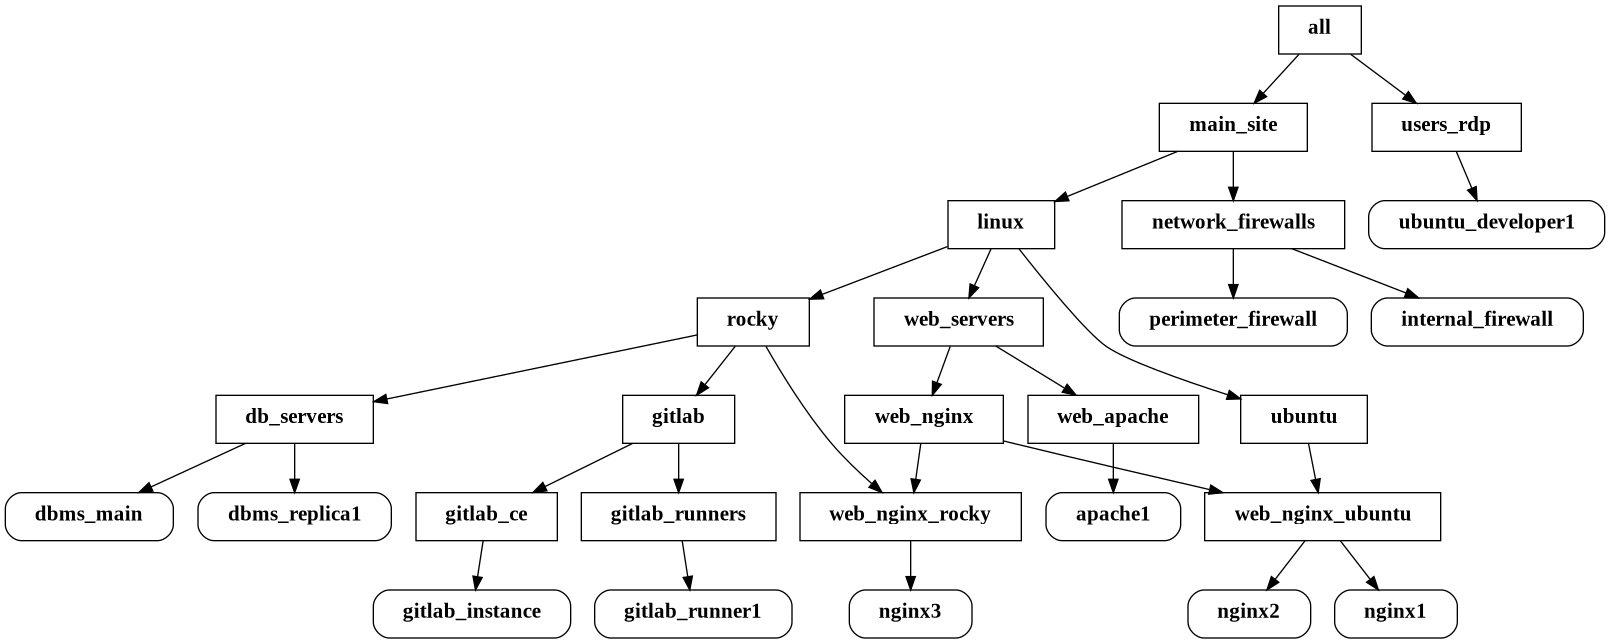 all
main_site
users_rdp
linux
network_firewalls
ubuntu_developer1
rocky
web_servers
perimeter_firewall
internal_firewall
db_servers
gitlab
web_nginx
web_apache
ubuntu
dbms_main
dbms_replica1
gitlab_ce
gitlab_runners
web_nginx_rocky
apache1
web_nginx_ubuntu
gitlab_instance
gitlab_runner1
nginx3
nginx2
nginx1